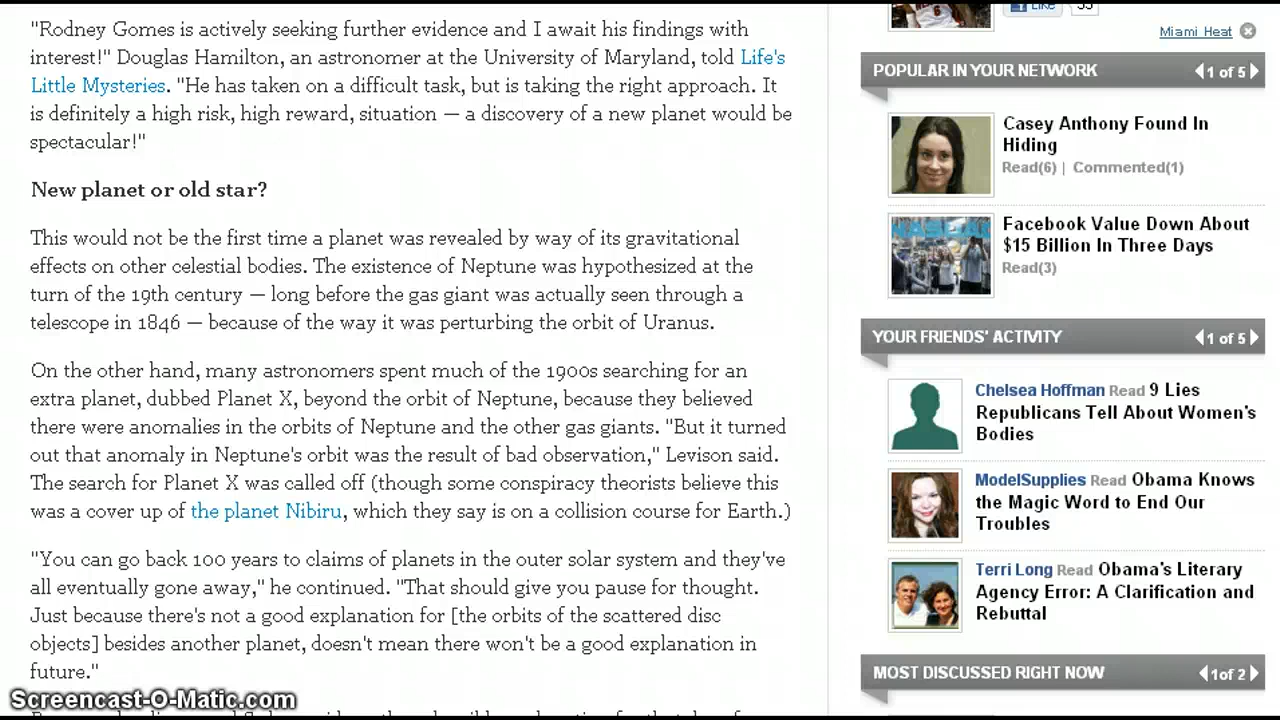 "Rodney Gomes is actively seeking further evidence and I await his findings with
interest!" Douglas Hamilton, an astronomer at the University of Maryland, told Life's
Little Mysteries. "He has taken on a difficult task, but is taking the right approach. It
is definitely a high risk, high reward, situation — a discovery of a new planet would be
spectacular!"
New planet or old star?
This would not be the first time a planet was revealed by way of its gravitational
effects on other celestial bodies. The existence of Neptune was hypothesized at the
turn of the 19th century — long before the gas giant was actually seen through a
telescope in 1846 — because of the way it was perturbing the orbit of Uranus.
On the other hand, many astronomers spent much of the 1900s searching for an
extra planet, dubbed Planet X, beyond the orbit of Neptune, because they believed
there were anomalies in the orbits of Neptune and the other gas giants. "But it turned
out that anomaly in Neptune's orbit was the result of bad observation," Levison said.
The search for Planet X was called off (though some conspiracy theorists believe this
was a cover up of the planet Nibiru, which they say is on a collision course for Earth.)
"You can go back 100 years to claims of planets in the outer solar system and they've
all eventually gone away," he continued. "That should give you pause for thought.
Just because there's not a good explanation for [the orbits of the scattered disc
objects] besides another planet, doesn't mean there won't be a good explanation in
future."
Screencast-O-Matic.com
Like
Miami Heat
POPULAR IN YOUR NETWORK
1 of 5
Casey Anthony Found In
Hiding
Read(6) | Commented(1)
Facebook Value Down About
$15 Billion In Three Days
Read(3)
YOUR FRIENDS' ACTIVITY
1 of 5
Chelsea Hoffman Read 9 Lies
Republicans Tell About Women's
Bodies
ModelSupplies Read Obama Knows
the Magic Word to End Our
Troubles
Terri Long Read Obama's Literary
Agency Error: A Clarification and
Rebuttal
MOST DISCUSSED RIGHT NOW
1of 2